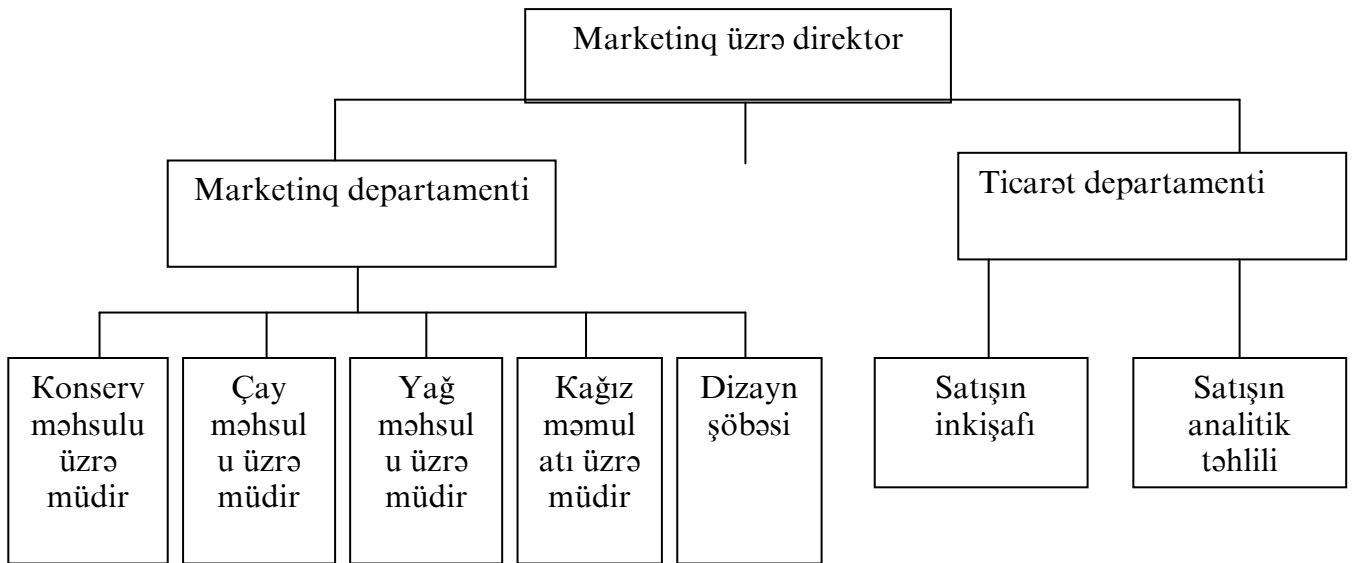 Marketinq üzrə direktor
Marketinq departamenti
Ticarət departamenti
Konserv
məhsulu
üzrə
müdir
Çay
məhsul
u üzrə
müdir
Yağ
məhsul
u üzrə
müdir
Kağız
məmul
atı üzrə
müdir
Dizayn
şöbəsi
Satışın
inkişafı
Satışın
analitik
təhlili